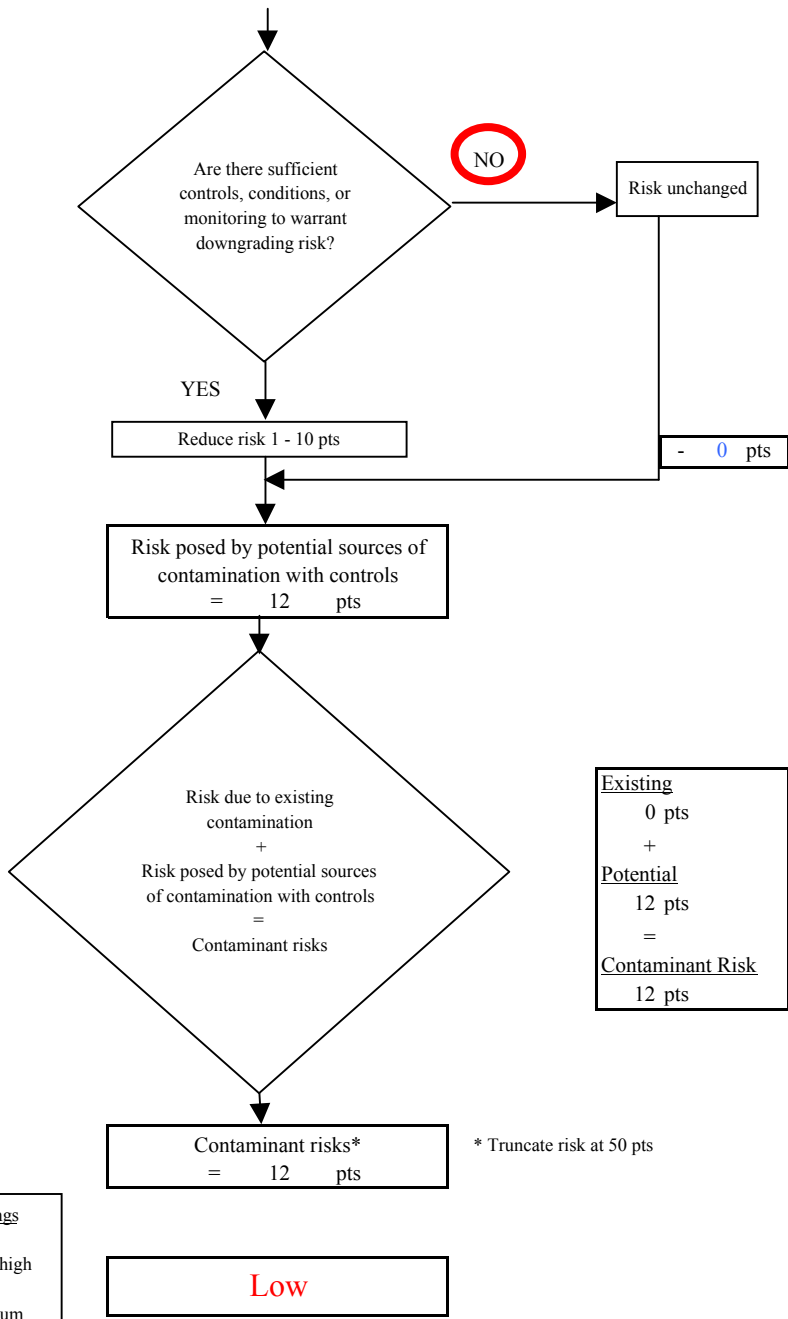 Are there sufficient
controls, conditions, or
monitoring to warrant
downgrading risk?
NO
Risk unchanged
YES
Reduce risk 1 - 10 pts
- 0 pts
Risk posed by potential sources of
contamination with controls
= 12 pts
Risk due to existing
contamination
+
Risk posed by potential sources
of contamination with controls
=
Contaminant risks
Existing
0 pts
+
Potential
12 pts
=
Contaminant Risk
12 pts
Contaminant risks*
= 12 pts
* Truncate risk at 50 pts
high
Low